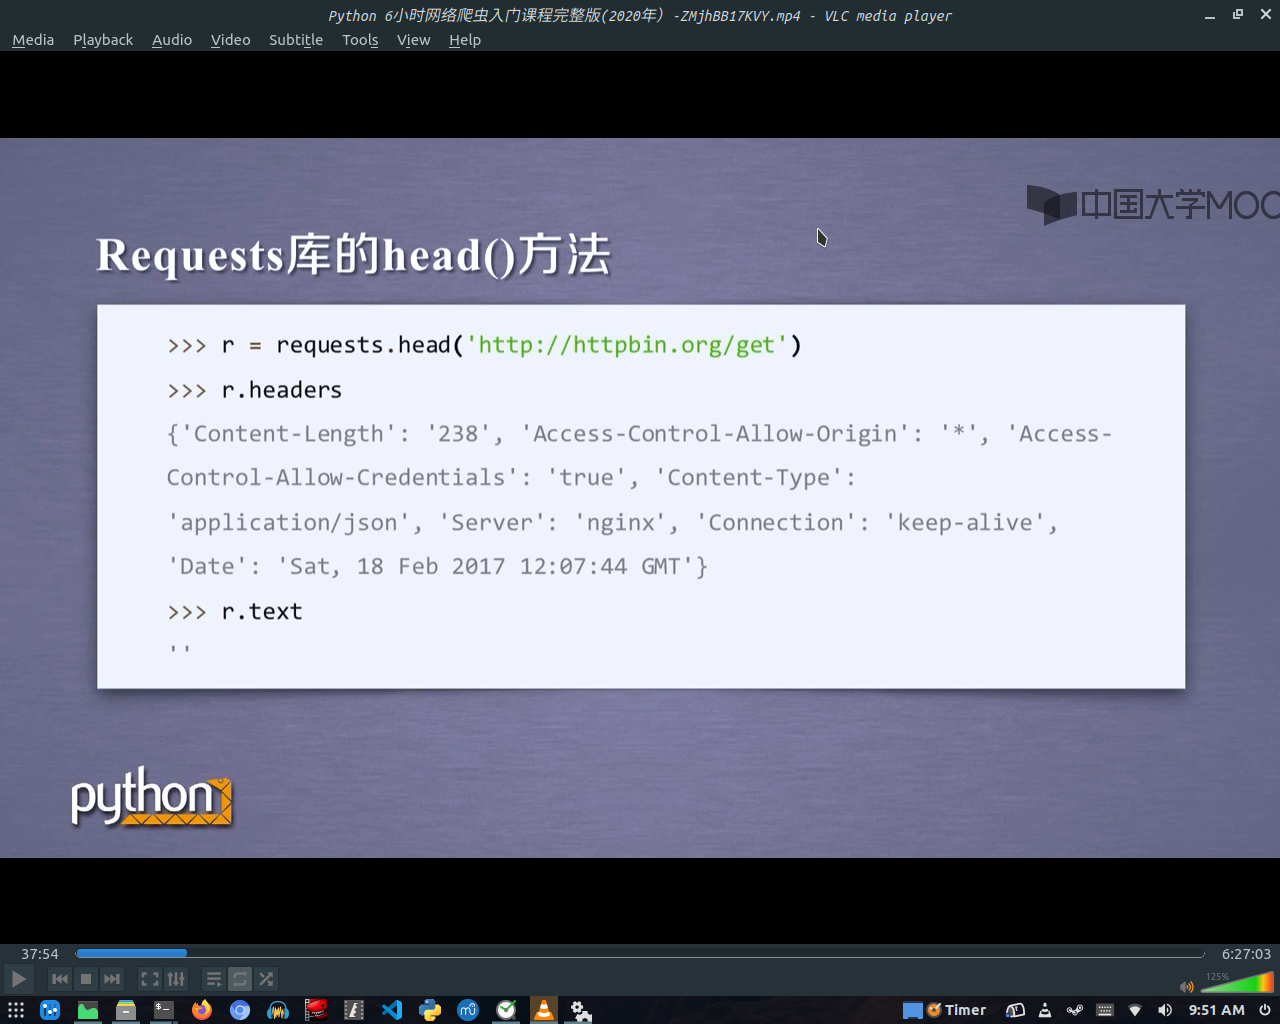 Python 6小时网络爬虫入门课程完整版(2020年）-ZMjhBB17KVY.mp4 - VLC media player
Media Playback Audio Video Subtitle Tools View Help
中国大学MOC
Requests库的head()方法
>>> r = requests.head('http://httpbin.org/get')
>>> r.headers
{'Content-Length': '238', 'Access-Control-Allow-Origin': '*', 'Access-
Control-Allow-Credentials': 'true', 'Content-Type':
'application/json', 'Server': 'nginx', 'Connection': 'keep-alive',
'Date': 'Sat, 18 Feb 2017 12:07:44 GMT'}
>>> r.text
''
python
37:54 6:27:03
125%
Timer 9:51 AM